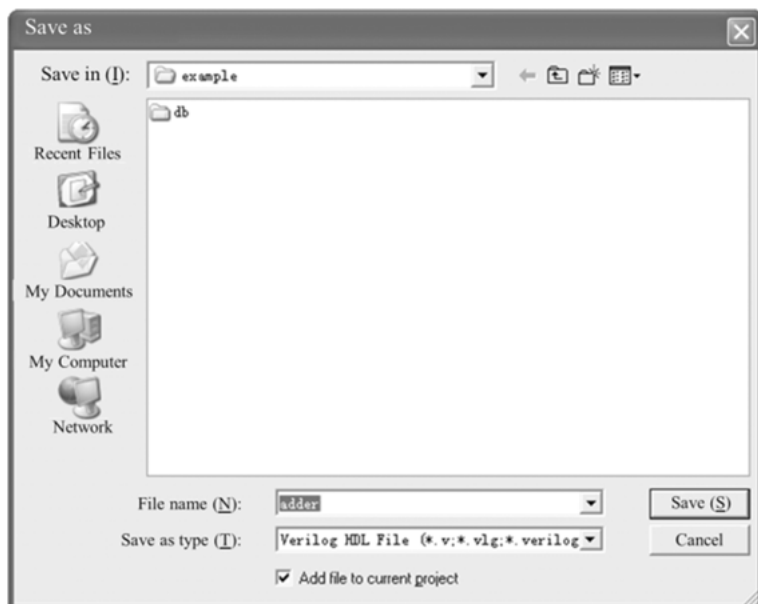 Save as
Save in (I):
example
db
Recent Files
Desktop
My Documents
My Computer
Network
File name (N):
adder
Save (S)
Save as type (T):
Verilog HDL File (*.v;*.vlg;*.verilog
Cancel
Add file to current project